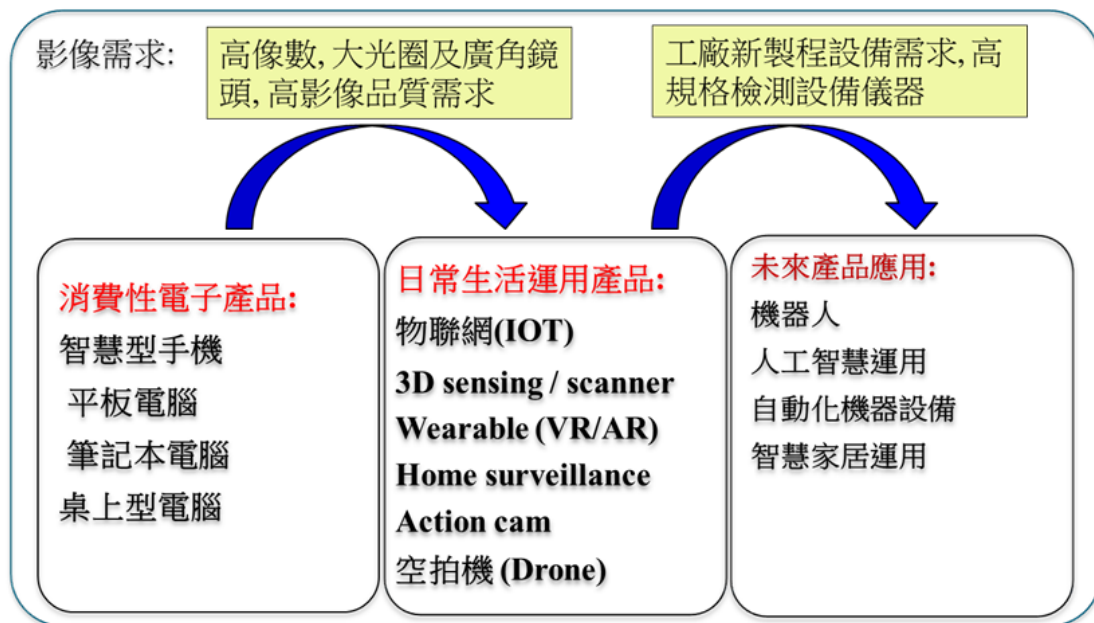 影像需求:
高像數, 大光圈及廣角鏡
頭, 高影像品質需求
工廠新製程設備需求, 高
規格檢測設備儀器
消費性電子產品:
智慧型手機
平板電腦
筆記本電腦
桌上型電腦
日常生活運用產品:
物聯網(IOT)
3D sensing / scanner
Wearable (VR/AR)
Home surveillance
Action cam
空拍機 (Drone)
未來產品應用:
機器人
人工智慧運用
自動化機器設備
智慧家居運用